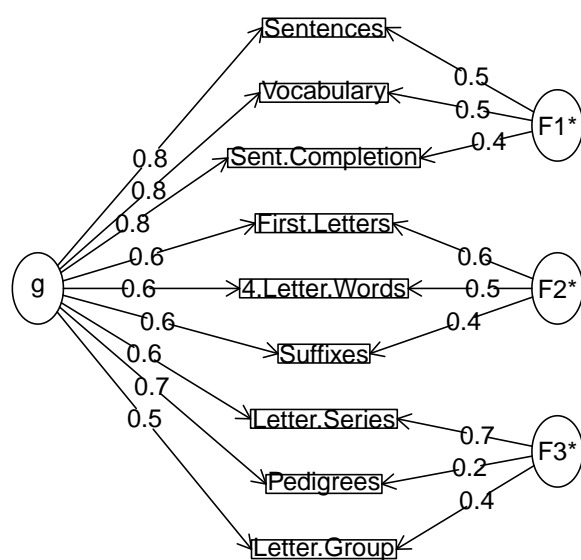 Sentences
0.5
Vocabulary
0.5
F1*
0.4
Sent.Completion
0.8
0.8
0.8
First.Letters
0.6
0.6
g
0.6
4.Letter.Words
0.5
F2*
0.6
0.4
Suffixes
0.6
Letter.Series
0.7
0.7
F3*
0.5
0.2
Pedigrees
0.4
Letter.Group